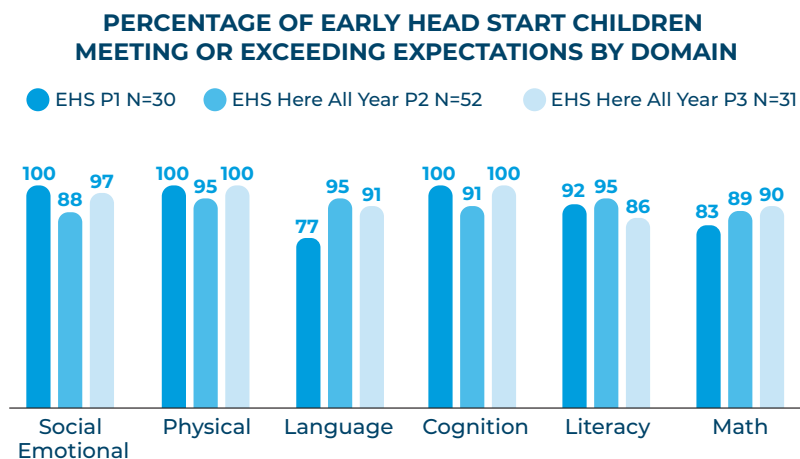 PERCENTAGE OF EARLY HEAD START CHILDREN
MEETING OR EXCEEDING EXPECTATIONS BY DOMAIN
EHS P1 N=30 EHS Here All Year P2 N=52 EHS Here All Year P3 N=31
100 88 97 100 95 100 77 95 91 100 91 100 92 95 86 83 89 90
Social Physical Language Cognition Literacy Math
Emotional